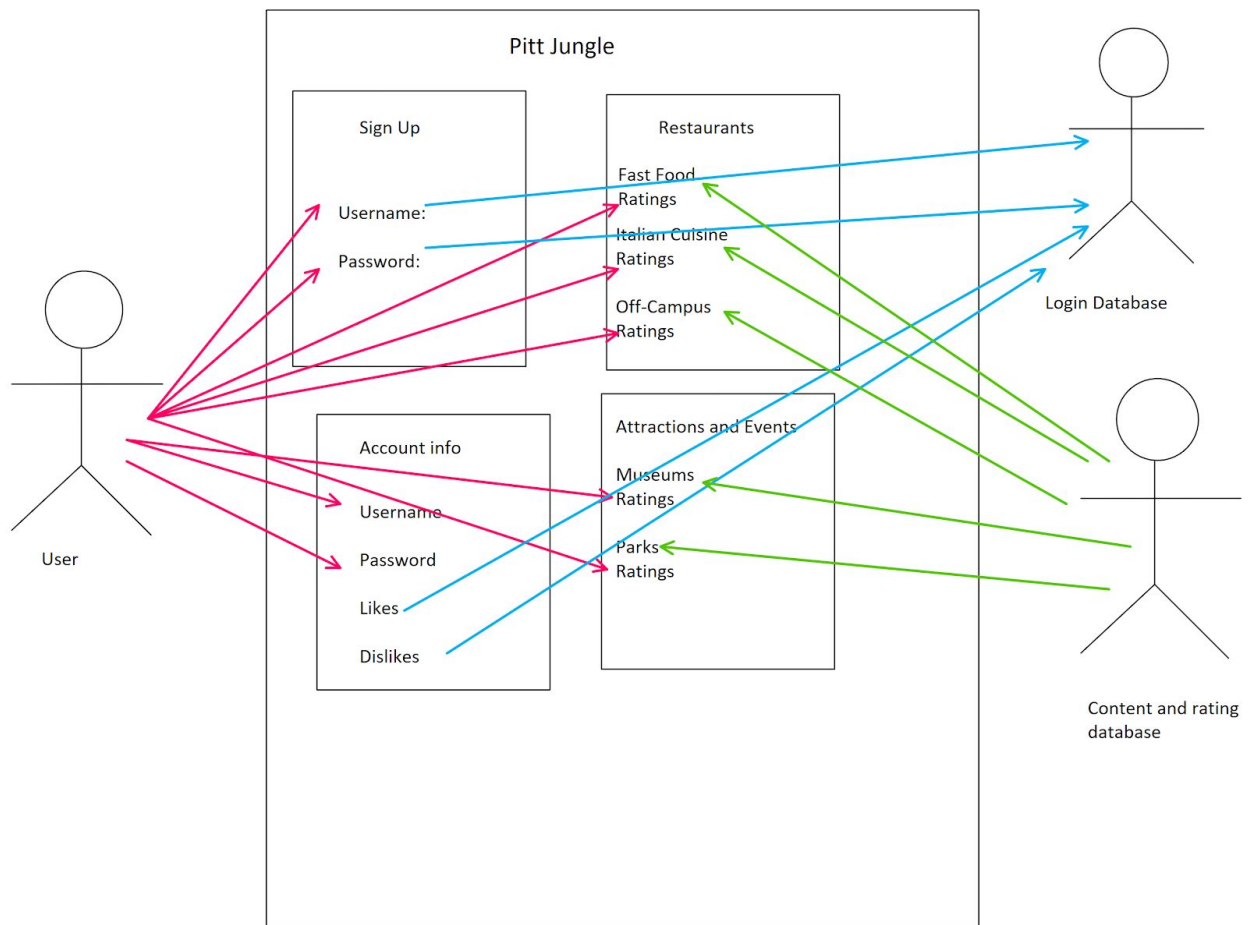 Pitt Jungle
Sign Up
Username:
Password:
Restaurants
Fast Food
Ratings
Italian Cuisine
Ratings
Off-Campus
Ratings
Account info
Username
Password
Likes
Dislikes
Attractions and Events
Museums
Ratings
Parks
Ratings
User
Login Database
Content and rating
database